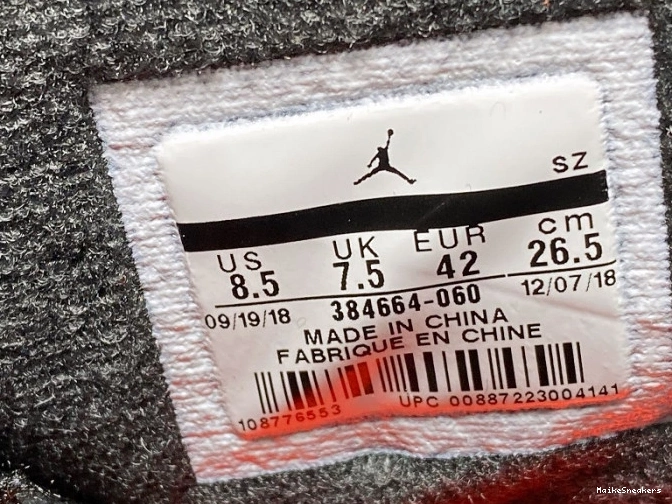 SZ
US UK EUR cm
8.5 7.5 42 26.5
09/19/18 384664-060 12/07/18
MADE IN CHINA
FABRIQUE EN CHINE
108776553 UPC 00887223004141
MaikeSneakers